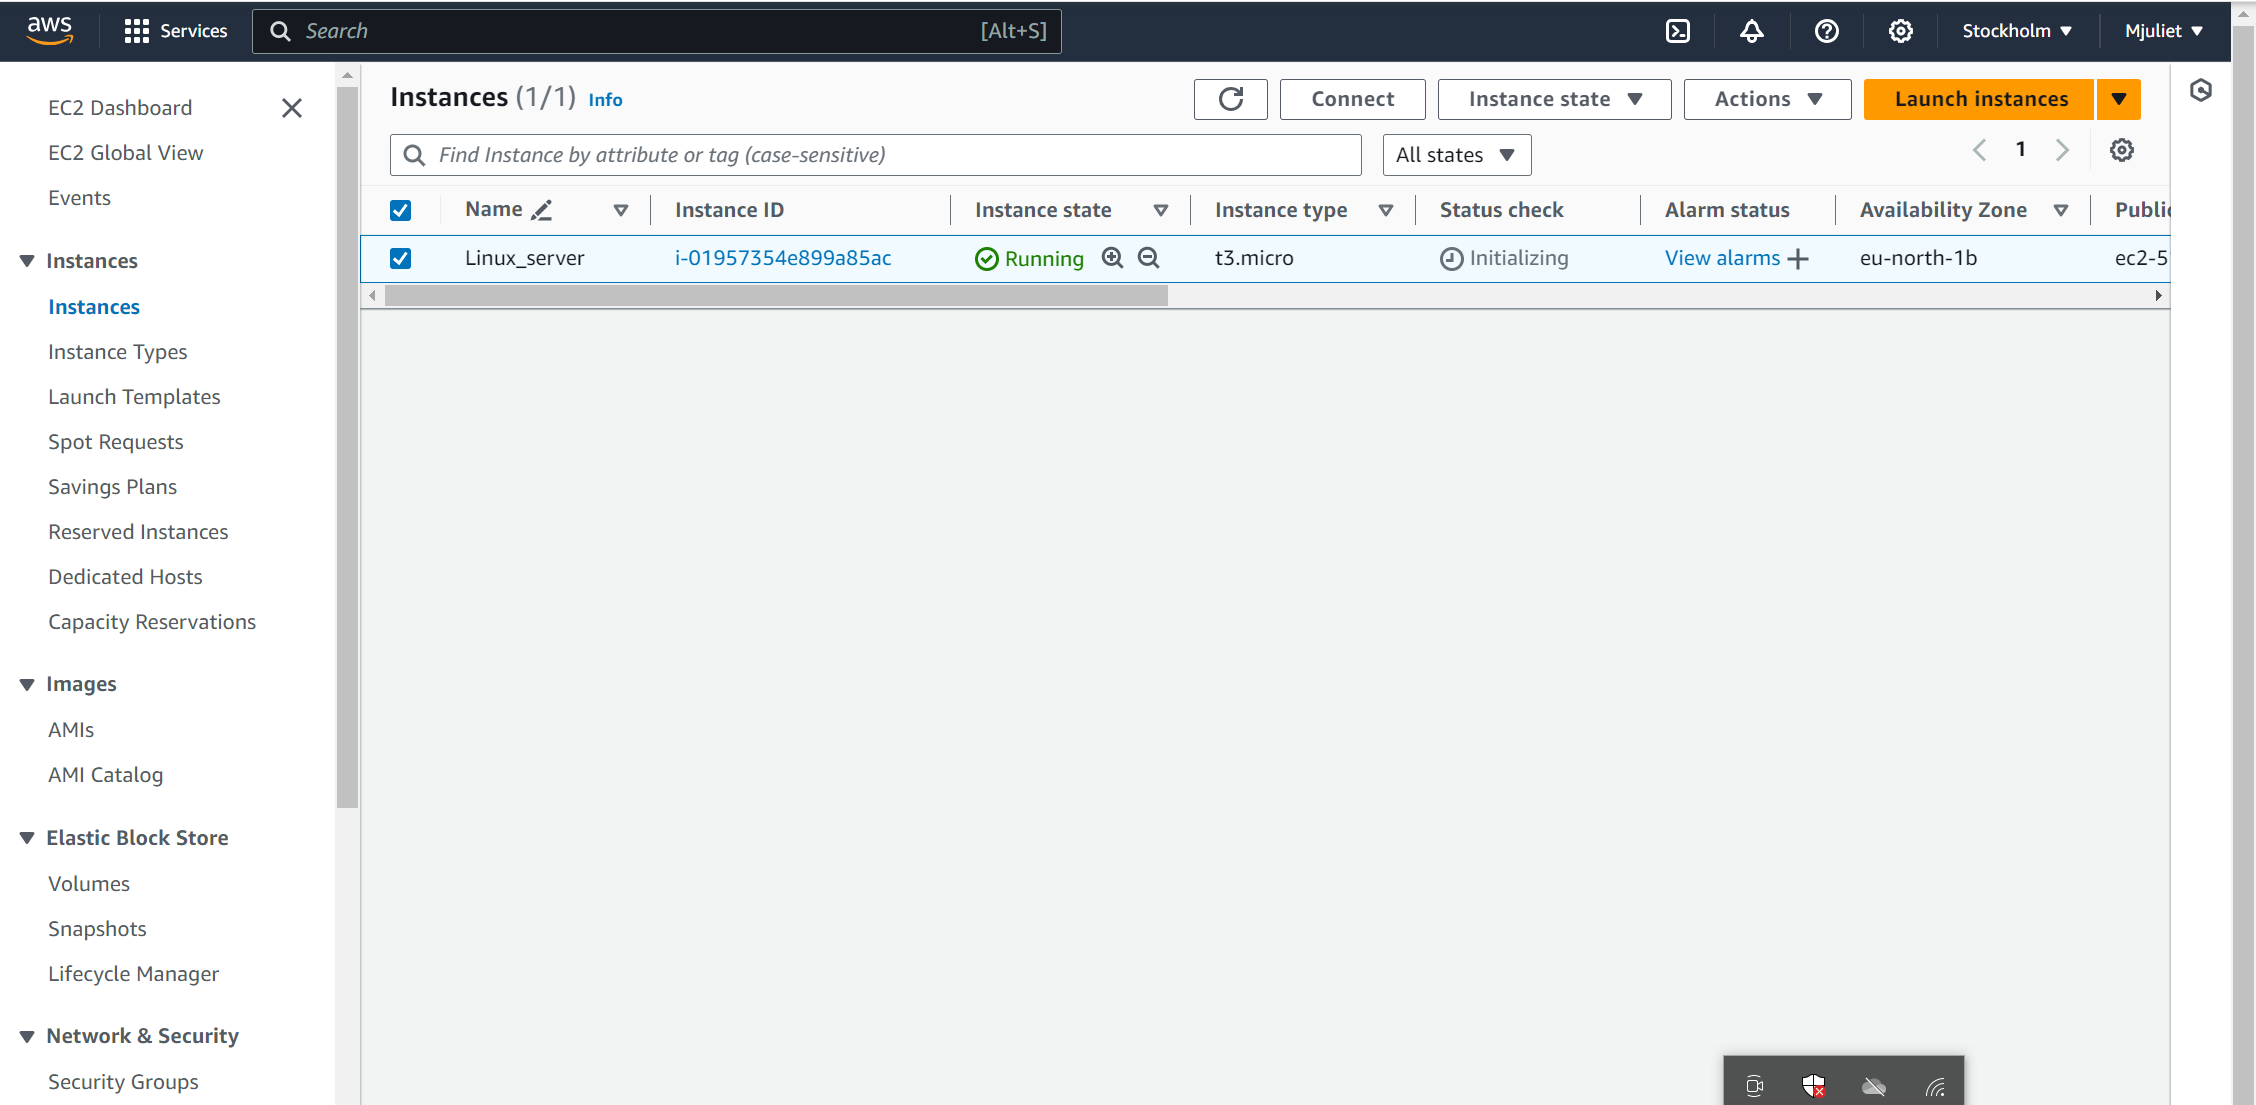 aws Services Search [Alt+S] Stockholm Mjuliet
EC2 Dashboard
EC2 Global View
Events
Instances
Instances
Instance Types
Launch Templates
Spot Requests
Savings Plans
Reserved Instances
Dedicated Hosts
Capacity Reservations
Images
AMIs
AMI Catalog
Elastic Block Store
Volumes
Snapshots
Lifecycle Manager
Network & Security
Security Groups
Instances (1/1) Info Connect Instance state Actions Launch instances
Find Instance by attribute or tag (case-sensitive) All states 1
Name Instance ID Instance state Instance type Status check Alarm status Availability Zone Public
Linux_server i-01957354e899a85ac Running t3.micro Initializing View alarms eu-north-1b ec2-5